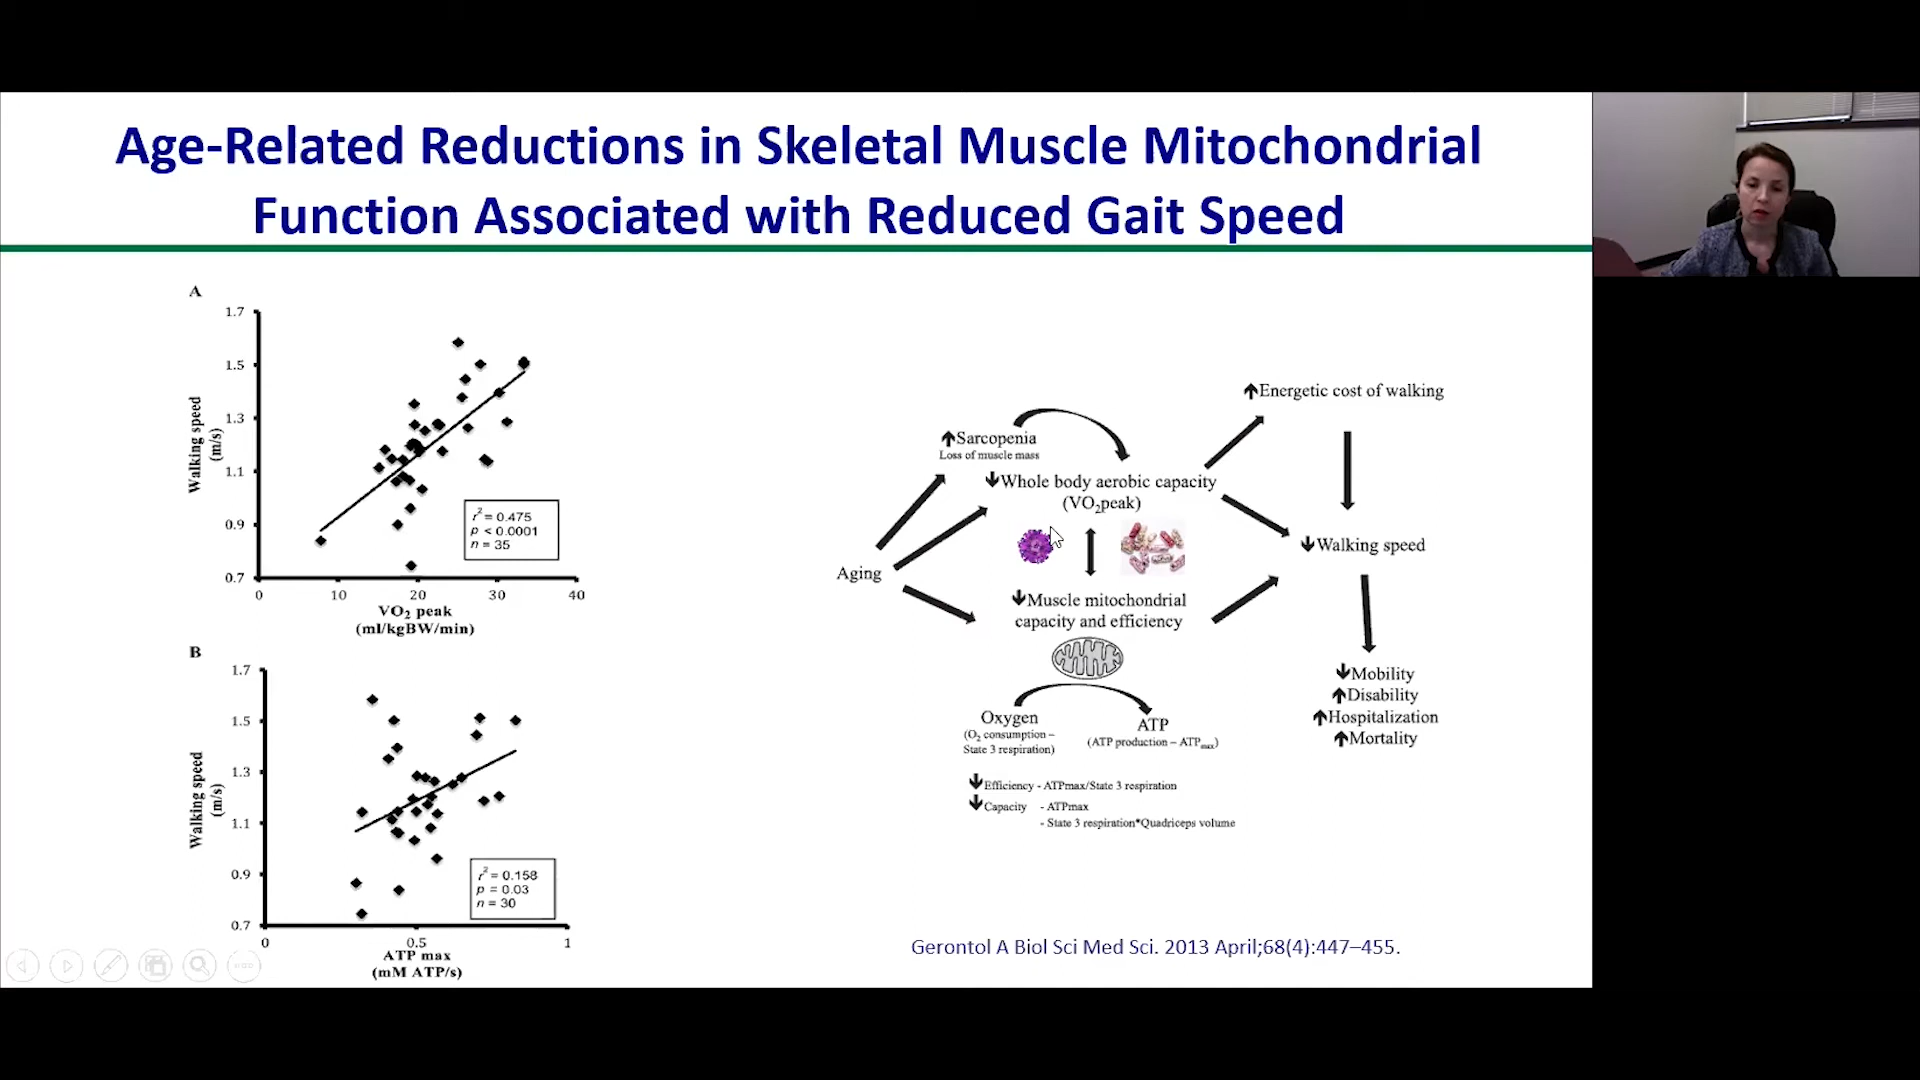 Age-Related Reductions in Skeletal Muscle Mitochondrial
Function Associated with Reduced Gait Speed
A
1.7
1.5
1.3
1.1
0.9
0.7
Walking speed
(m/s)
r² = 0.475
p < 0.0001
n = 35
0 10 20 30 40
VO₂ peak
(ml/kgBW/min)
B
1.7
1.5
1.3
1.1
0.9
0.7
Walking speed
(m/s)
r² = 0.158
p = 0.03
n = 30
0 0.5 1
ATP max
(mM ATP/s)
Aging
↑Sarcopenia
Loss of muscle mass
↓Whole body aerobic capacity
(VO₂peak)
↓Muscle mitochondrial
capacity and efficiency
Oxygen
(O₂ consumption –
State 3 respiration)
ATP
(ATP production – ATPmax)
↓Efficiency - ATPmax/State 3 respiration
↓Capacity - ATPmax
- State 3 respiration*Quadriceps volume
↑Energetic cost of walking
↓Walking speed
↓Mobility
↑Disability
↑Hospitalization
↑Mortality
Gerontol A Biol Sci Med Sci. 2013 April;68(4):447–455.